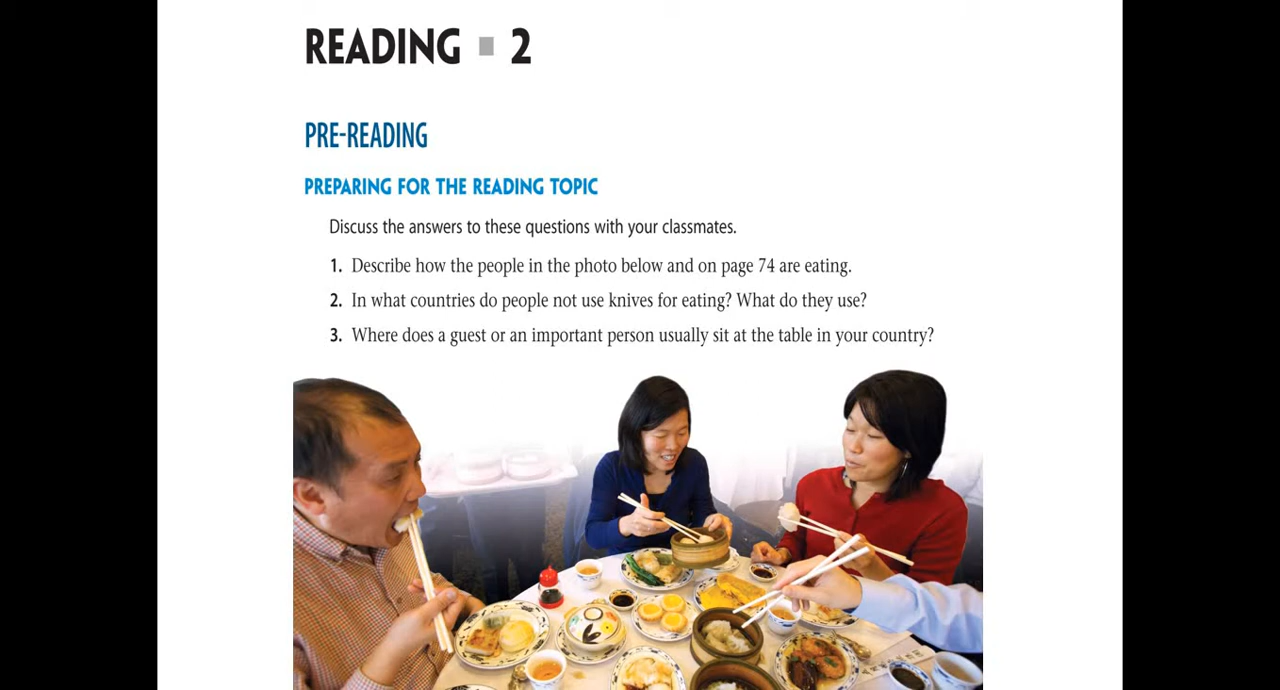 READING ■ 2
PRE-READING
PREPARING FOR THE READING TOPIC
Discuss the answers to these questions with your classmates.
1. Describe how the people in the photo below and on page 74 are eating.
2. In what countries do people not use knives for eating? What do they use?
3. Where does a guest or an important person usually sit at the table in your country?